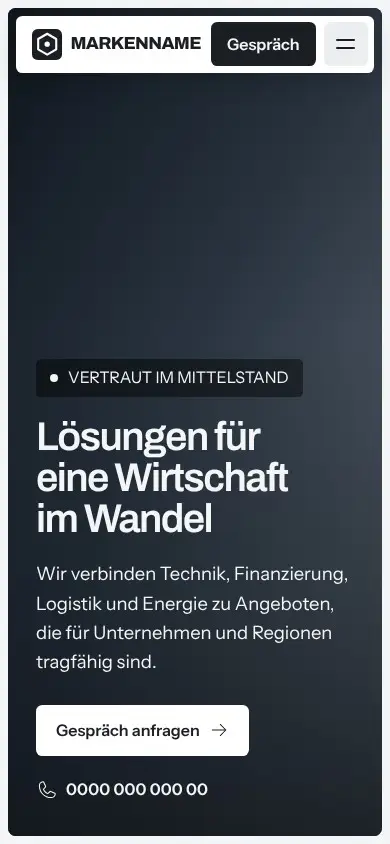 MARKENNAME
Gespräch
VERTRAUT IM MITTELSTAND
Lösungen für
eine Wirtschaft
im Wandel
Wir verbinden Technik, Finanzierung,
Logistik und Energie zu Angeboten,
die für Unternehmen und Regionen
tragfähig sind.
Gespräch anfragen
0000 000 000 00